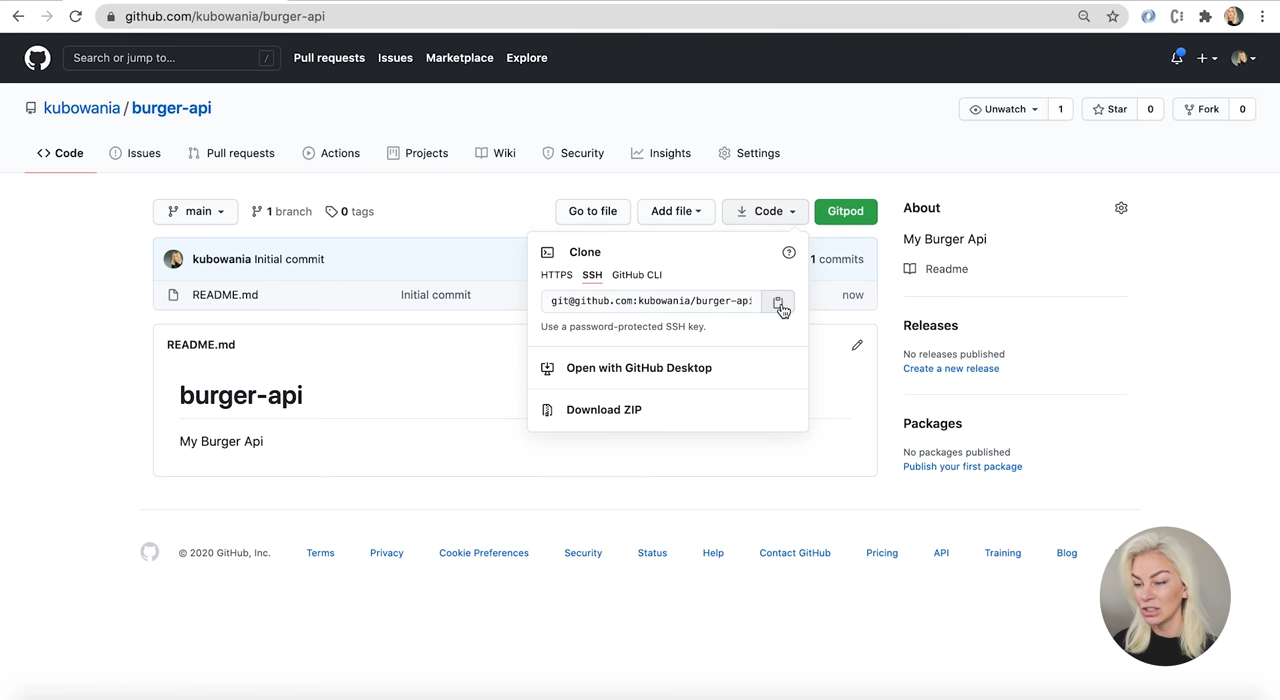 github.com/kubowania/burger-api
Search or jump to... /
Pull requests Issues Marketplace Explore
kubowania / burger-api
Unwatch 1 Star 0 Fork 0
Code Issues Pull requests Actions Projects Wiki Security Insights Settings
main 1 branch 0 tags Go to file Add file Code Gitpod
kubowania Initial commit 1 commits
README.md Initial commit now
Clone
HTTPS SSH GitHub CLI
git@github.com:kubowania/burger-api
Use a password-protected SSH key.
Open with GitHub Desktop
Download ZIP
README.md
burger-api
My Burger Api
About
My Burger Api
Readme
Releases
No releases published
Create a new release
Packages
No packages published
Publish your first package
© 2020 GitHub, Inc. Terms Privacy Cookie Preferences Security Status Help Contact GitHub Pricing API Training Blog